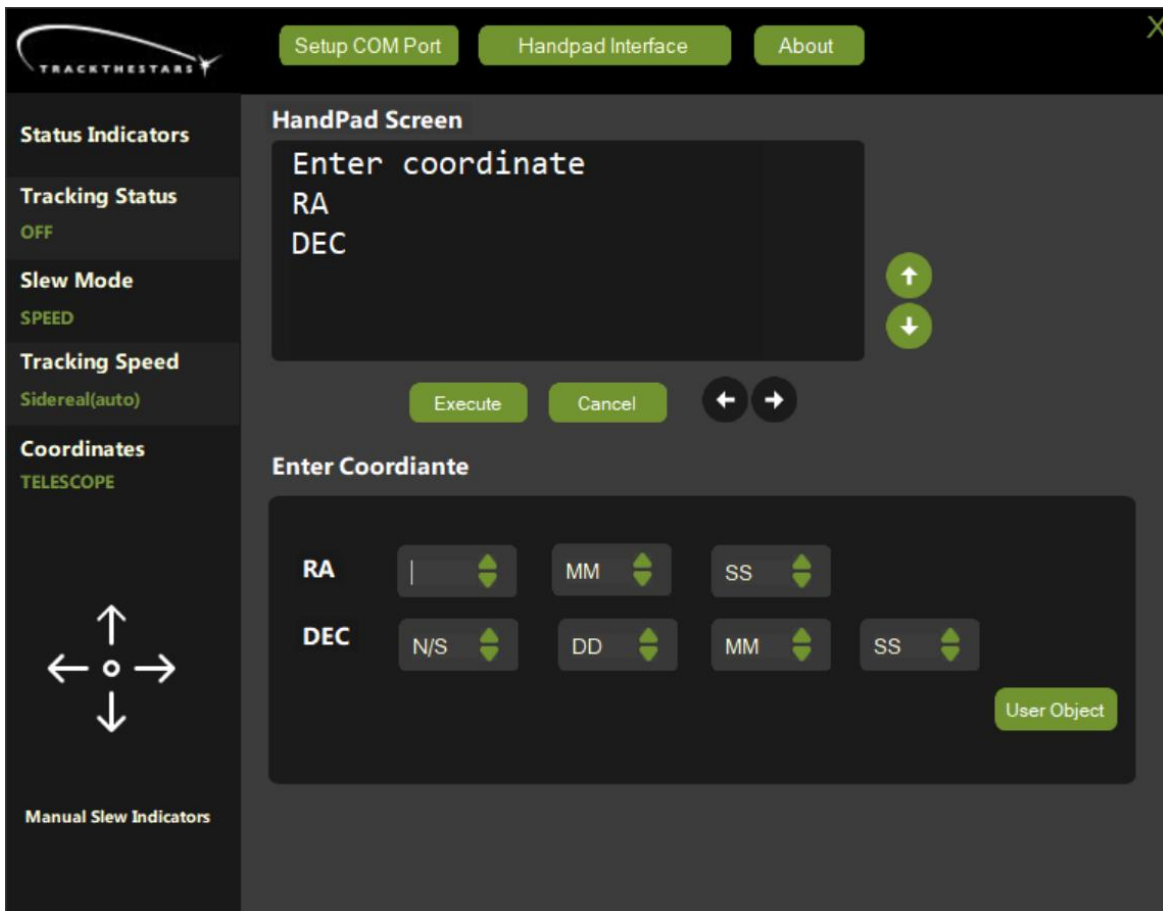 TRACKTHESTARS
Setup COM Port
Handpad Interface
About
X
Status Indicators
Tracking Status
OFF
Slew Mode
SPEED
Tracking Speed
Sidereal(auto)
Coordinates
TELESCOPE
Manual Slew Indicators
HandPad Screen
Enter coordinate
RA
DEC
Execute
Cancel
Enter Coordiante
RA MM SS
DEC N/S DD MM SS
User Object